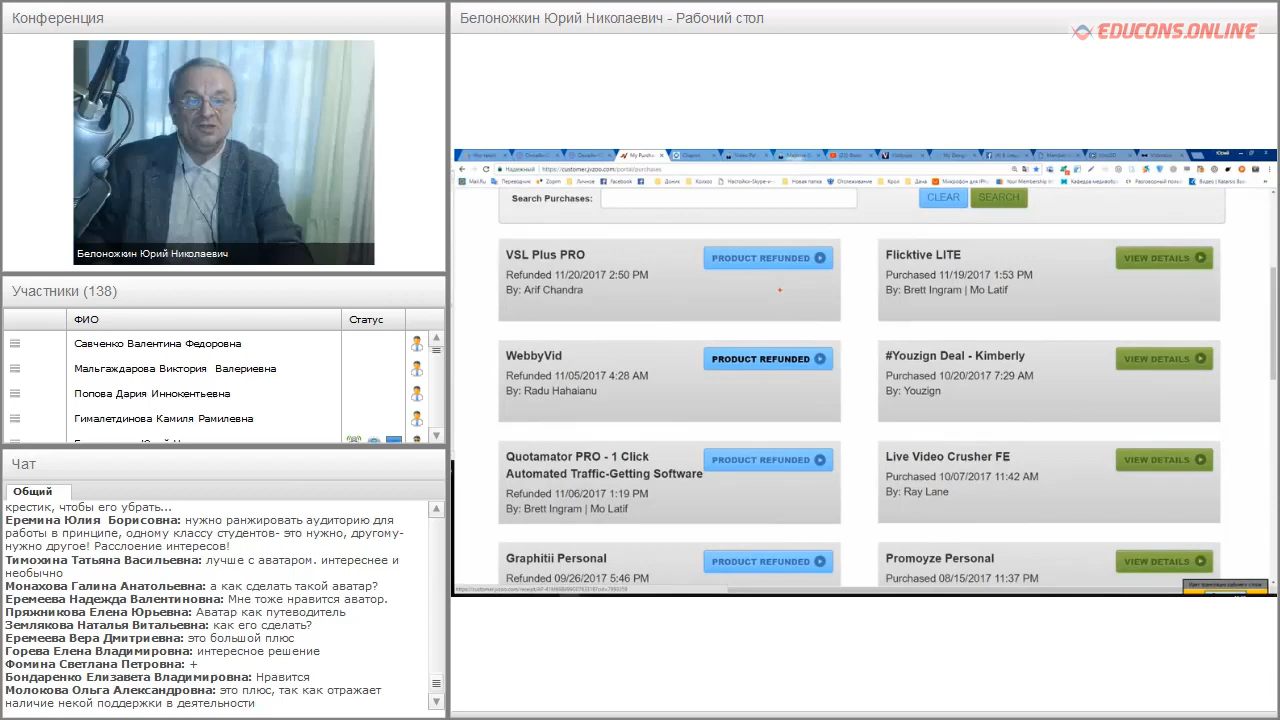 Конференция
Белоножкин Юрий Николаевич
Участники (138)
ФИО
Статус
Савченко Валентина Федоровна
Мальгаждарова Виктория Валериевна
Попова Дария Иннокентьевна
Гималетдинова Камиля Рамилевна
Чат
Общий
крестик, чтобы его убрать...
Еремина Юлия Борисовна: нужно ранжировать аудиторию для
работы в принципе, одному классу студентов- это нужно, другому-
нужно другое! Расслоение интересов!
Тимохина Татьяна Васильевна: лучше с аватаром. интереснее и
необычно
Монахова Галина Анатольевна: а как сделать такой аватар?
Еремеева Надежда Валентиновна: Мне тоже нравится аватор.
Пряжникова Елена Юрьевна: Аватар как путеводитель
Землякова Наталья Витальевна: как его сделать?
Еремеева Вера Дмитриевна: это большой плюс
Горева Елена Владимировна: интересное решение
Фомина Светлана Петровна: +
Бондаренко Елизавета Владимировна: Нравится
Молокова Ольга Александровна: это плюс, так как отражает
наличие некой поддержки в деятельности
Белоножкин Юрий Николаевич - Рабочий стол
EDUCONS.ONLINE
Надежный https://customer.jvzoo.com/portal/purchases
Search Purchases:
CLEAR
SEARCH
VSL Plus PRO
PRODUCT REFUNDED
Refunded 11/20/2017 2:50 PM
By: Arif Chandra
Flicktive LITE
VIEW DETAILS
Purchased 11/19/2017 1:53 PM
By: Brett Ingram | Mo Latif
WebbyVid
PRODUCT REFUNDED
Refunded 11/05/2017 4:28 AM
By: Radu Hahaianu
#Youzign Deal - Kimberly
VIEW DETAILS
Purchased 10/20/2017 7:29 AM
By: Youzign
Quotamator PRO - 1 Click
Automated Traffic-Getting Software
PRODUCT REFUNDED
Refunded 11/06/2017 1:19 PM
By: Brett Ingram | Mo Latif
Live Video Crusher FE
VIEW DETAILS
Purchased 10/07/2017 11:42 AM
By: Ray Lane
Graphitii Personal
PRODUCT REFUNDED
Refunded 09/26/2017 5:46 PM
Promoyze Personal
VIEW DETAILS
Purchased 08/15/2017 11:37 PM